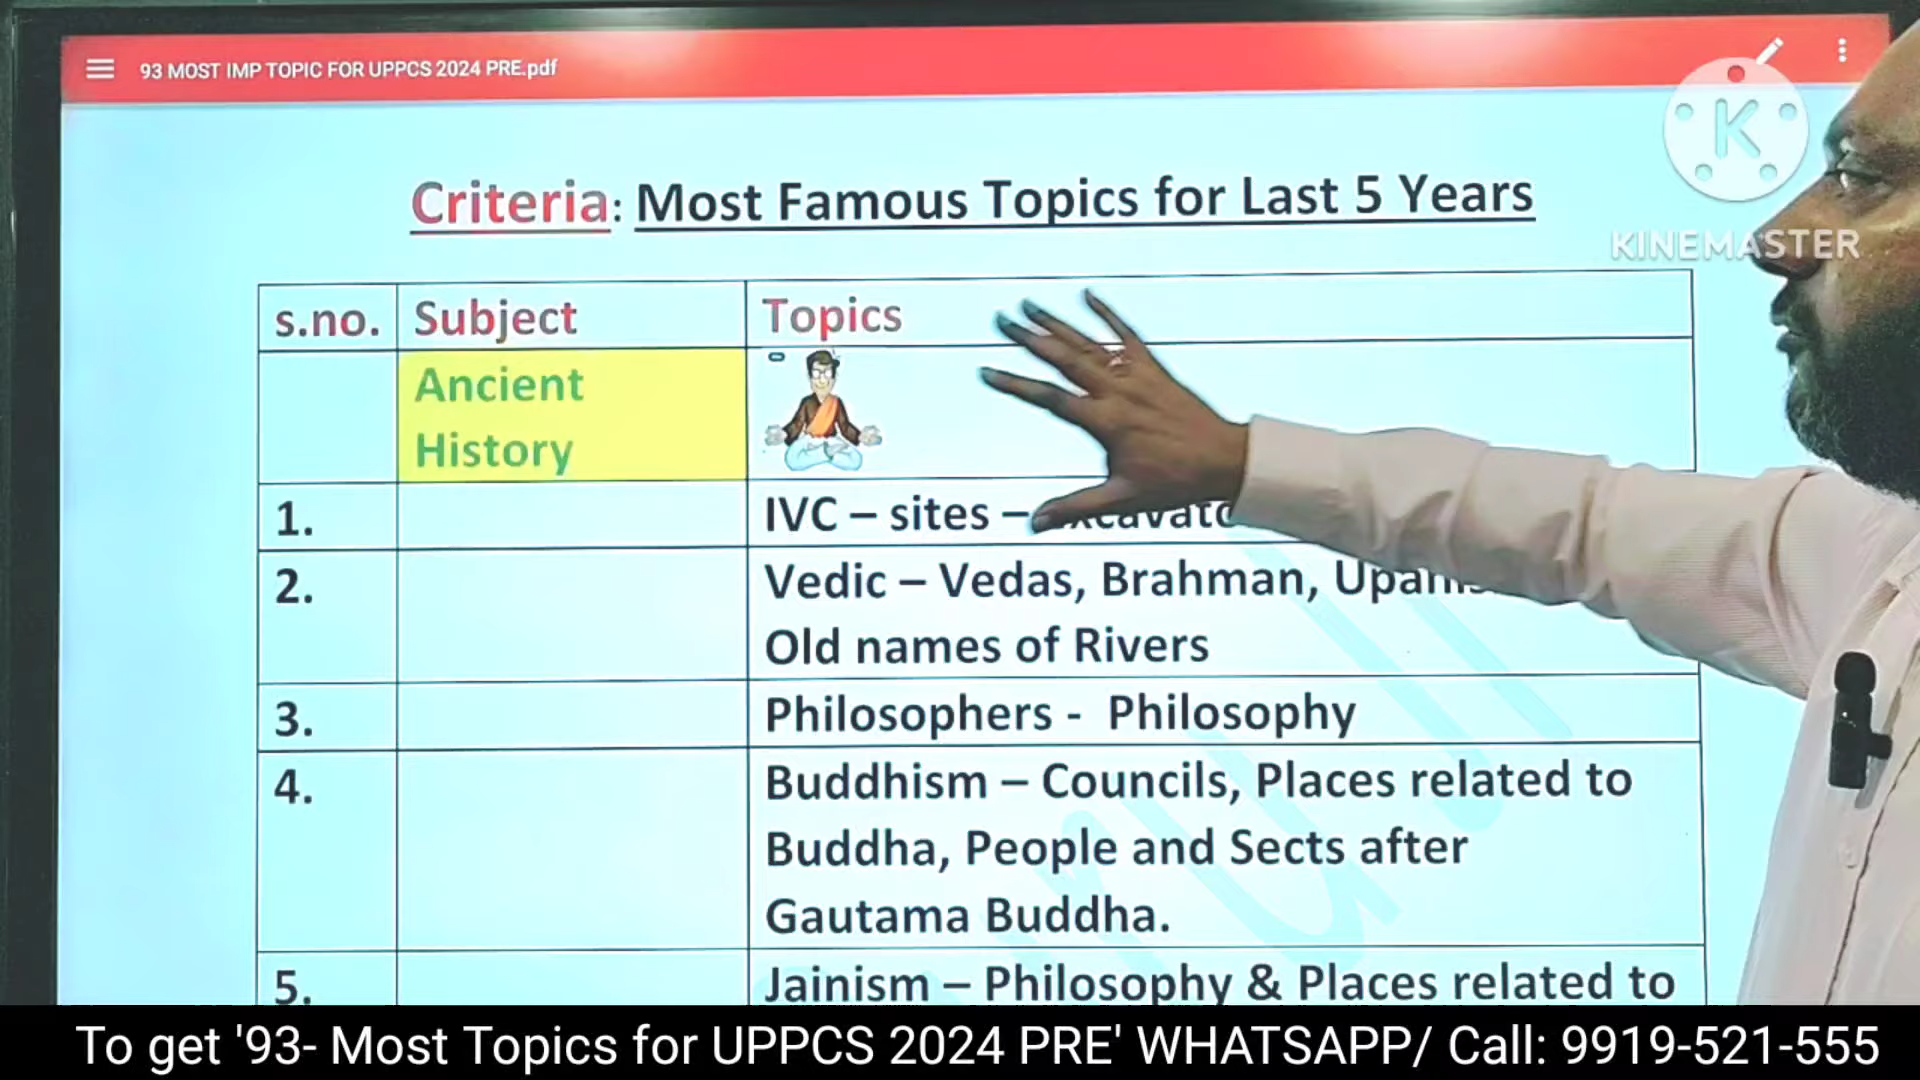 93 MOST IMP TOPIC FOR UPPCS 2024 PRE.pdf
K
KINEMASTER
Criteria: Most Famous Topics for Last 5 Years
s.no. Subject Topics
Ancient
History
1. IVC – sites –
2. Vedic – Vedas, Brahman,
Old names of Rivers
3. Philosophers - Philosophy
4. Buddhism – Councils, Places related to
Buddha, People and Sects after
Gautama Buddha.
5. Jainism – Philosophy & Places related to
To get '93- Most Topics for UPPCS 2024 PRE' WHATSAPP/ Call: 9919-521-555